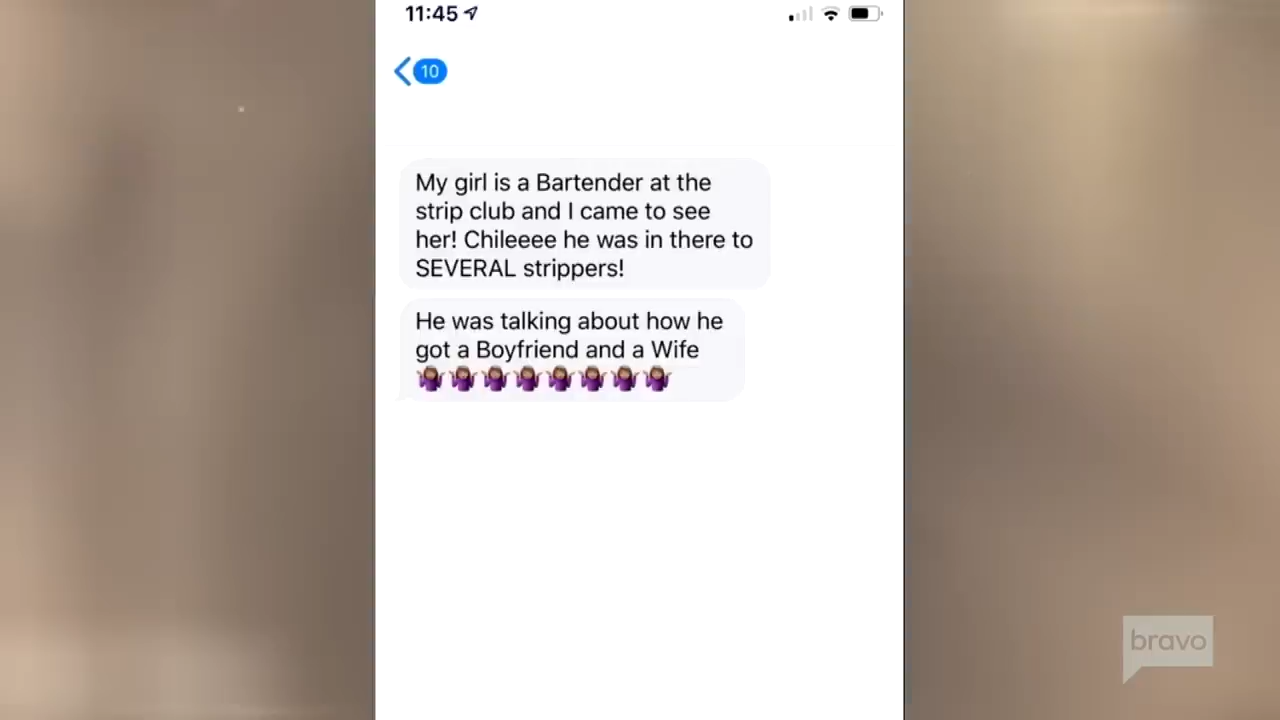 11:45
10
My girl is a Bartender at the
strip club and I came to see
her! Chileeee he was in there to
SEVERAL strippers!
He was talking about how he
got a Boyfriend and a Wife
🤷🏽‍♀️🤷🏽‍♀️🤷🏽‍♀️🤷🏽‍♀️🤷🏽‍♀️🤷🏽‍♀️🤷🏽‍♀️🤷🏽‍♀️
bravo